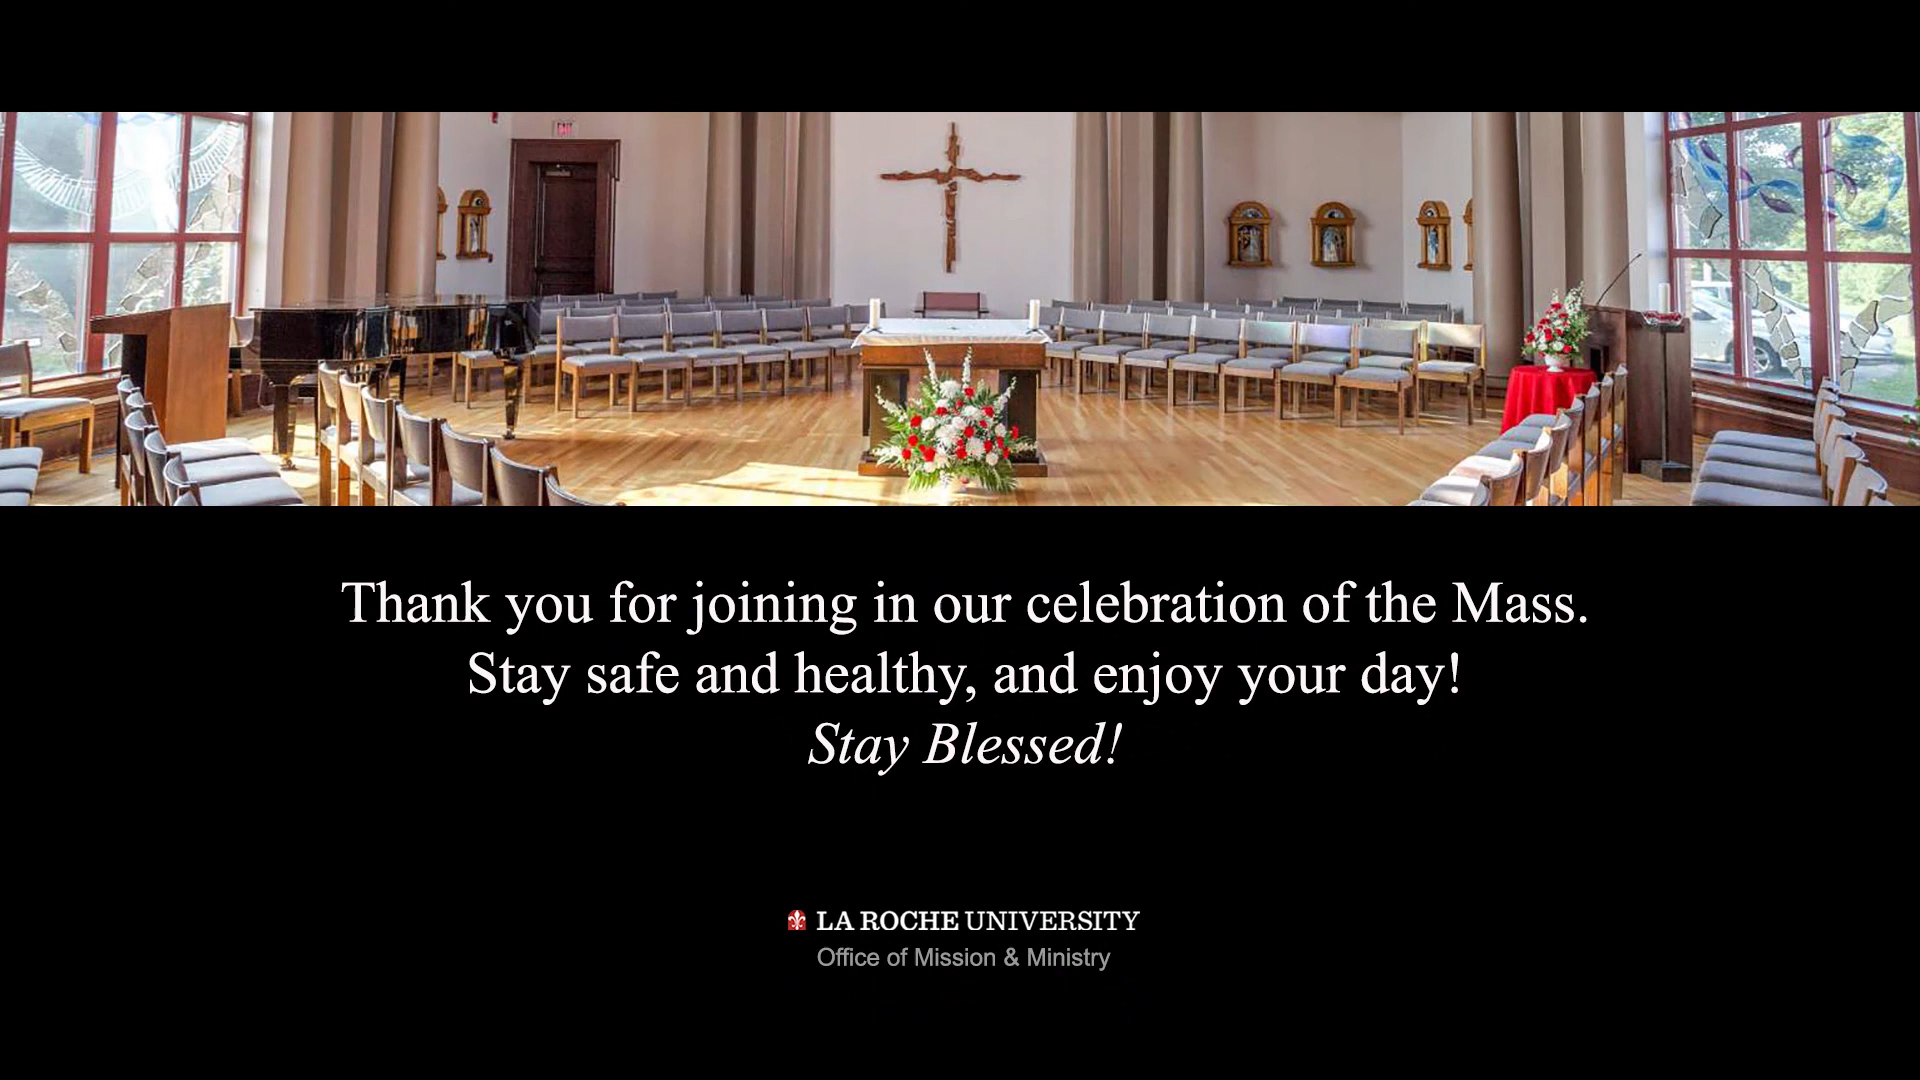 EXIT
Thank you for joining in our celebration of the Mass.
Stay safe and healthy, and enjoy your day!
Stay Blessed!
LA ROCHE UNIVERSITY
Office of Mission & Ministry